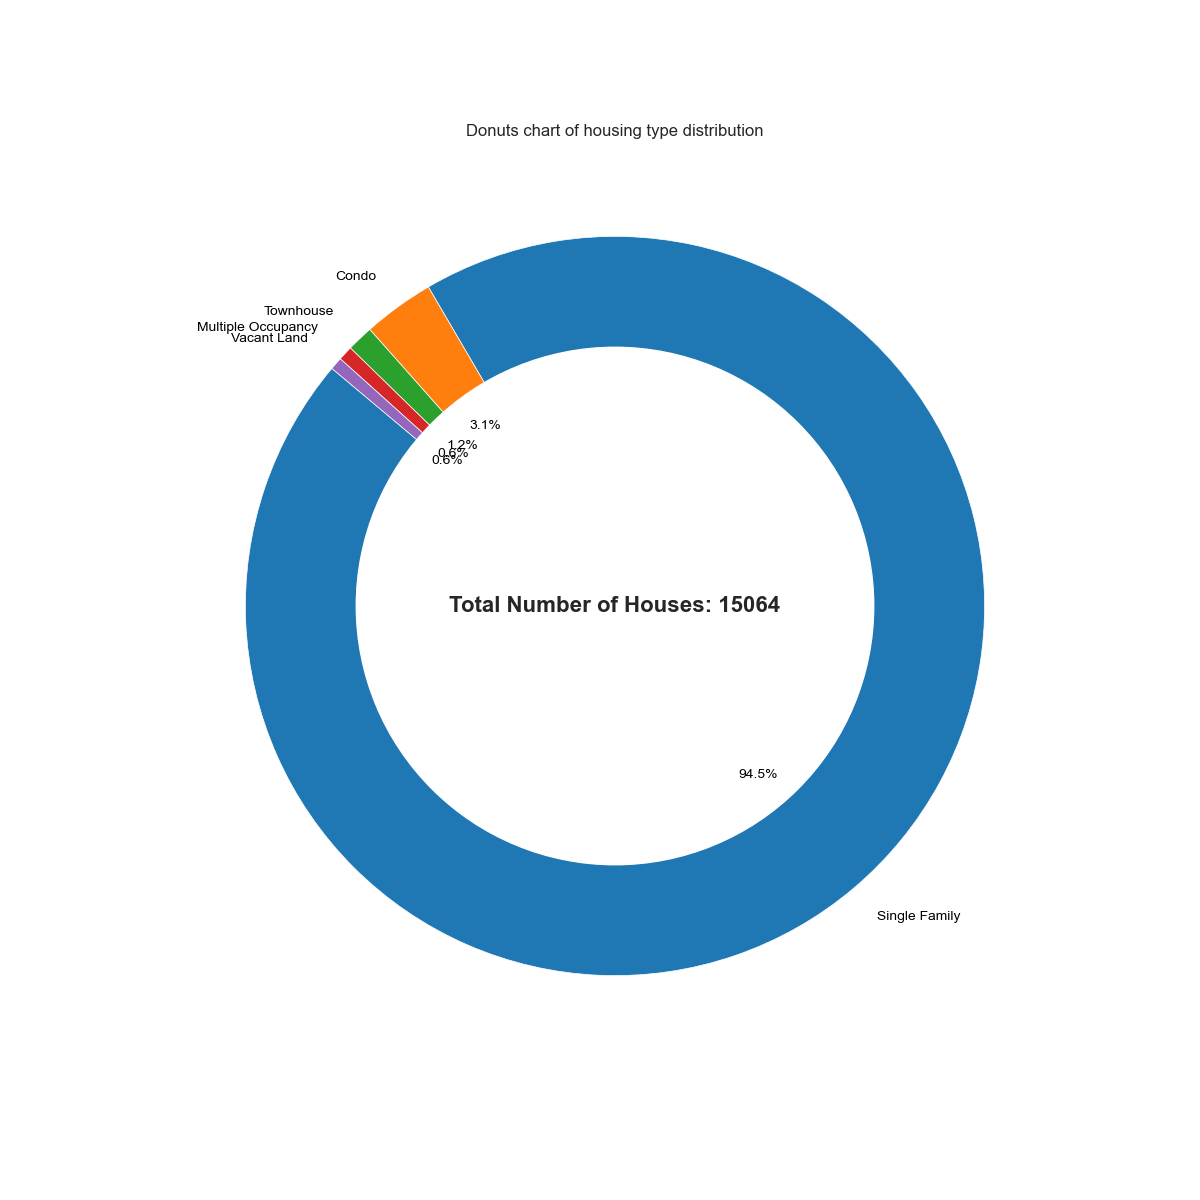 Donuts chart of housing type distribution
Condo
Townhouse
Multiple Occupancy
Vacant Land
3.1%
1.2%
0.6%
0.6%
Total Number of Houses: 15064
94.5%
Single Family